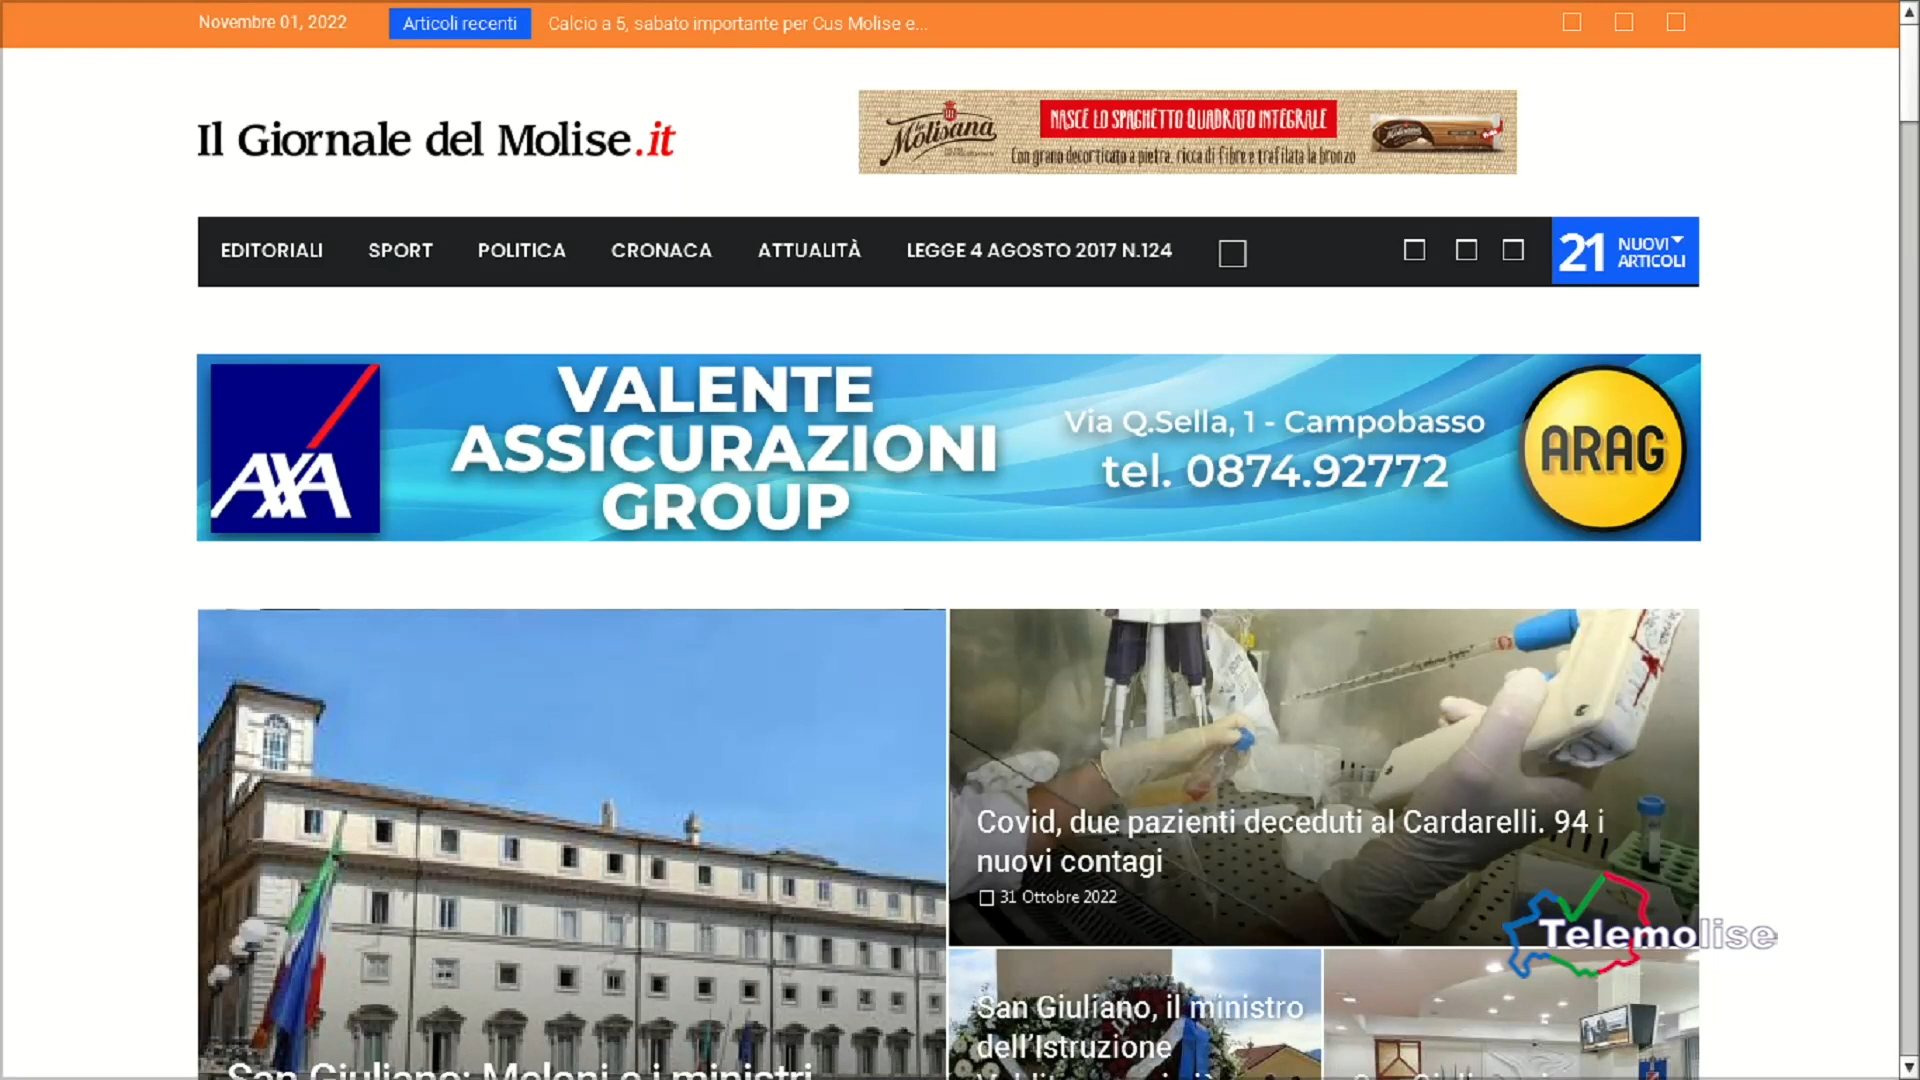 Novembre 01, 2022
Articoli recenti
Calcio a 5, sabato importante per Cus Molise e...
Il Giornale del Molise.it
La Molisana
NASCE LO SPAGHETTO QUADRATO INTEGRALE
Con grano decorticato a pietra, ricca di fibre e trafilata la bronzo
EDITORIALI
SPORT
POLITICA
CRONACA
ATTUALITÀ
LEGGE 4 AGOSTO 2017 N.124
21
NUOVI
ARTICOLI
AXA
VALENTE
ASSICURAZIONI
GROUP
Via Q.Sella, 1 - Campobasso
tel. 0874.92772
ARAG
Covid, due pazienti deceduti al Cardarelli. 94 i
nuovi contagi
31 Ottobre 2022
Telemolise
San Giuliano, il ministro
dell'Istruzione
San Giuliano: Meloni e i ministri